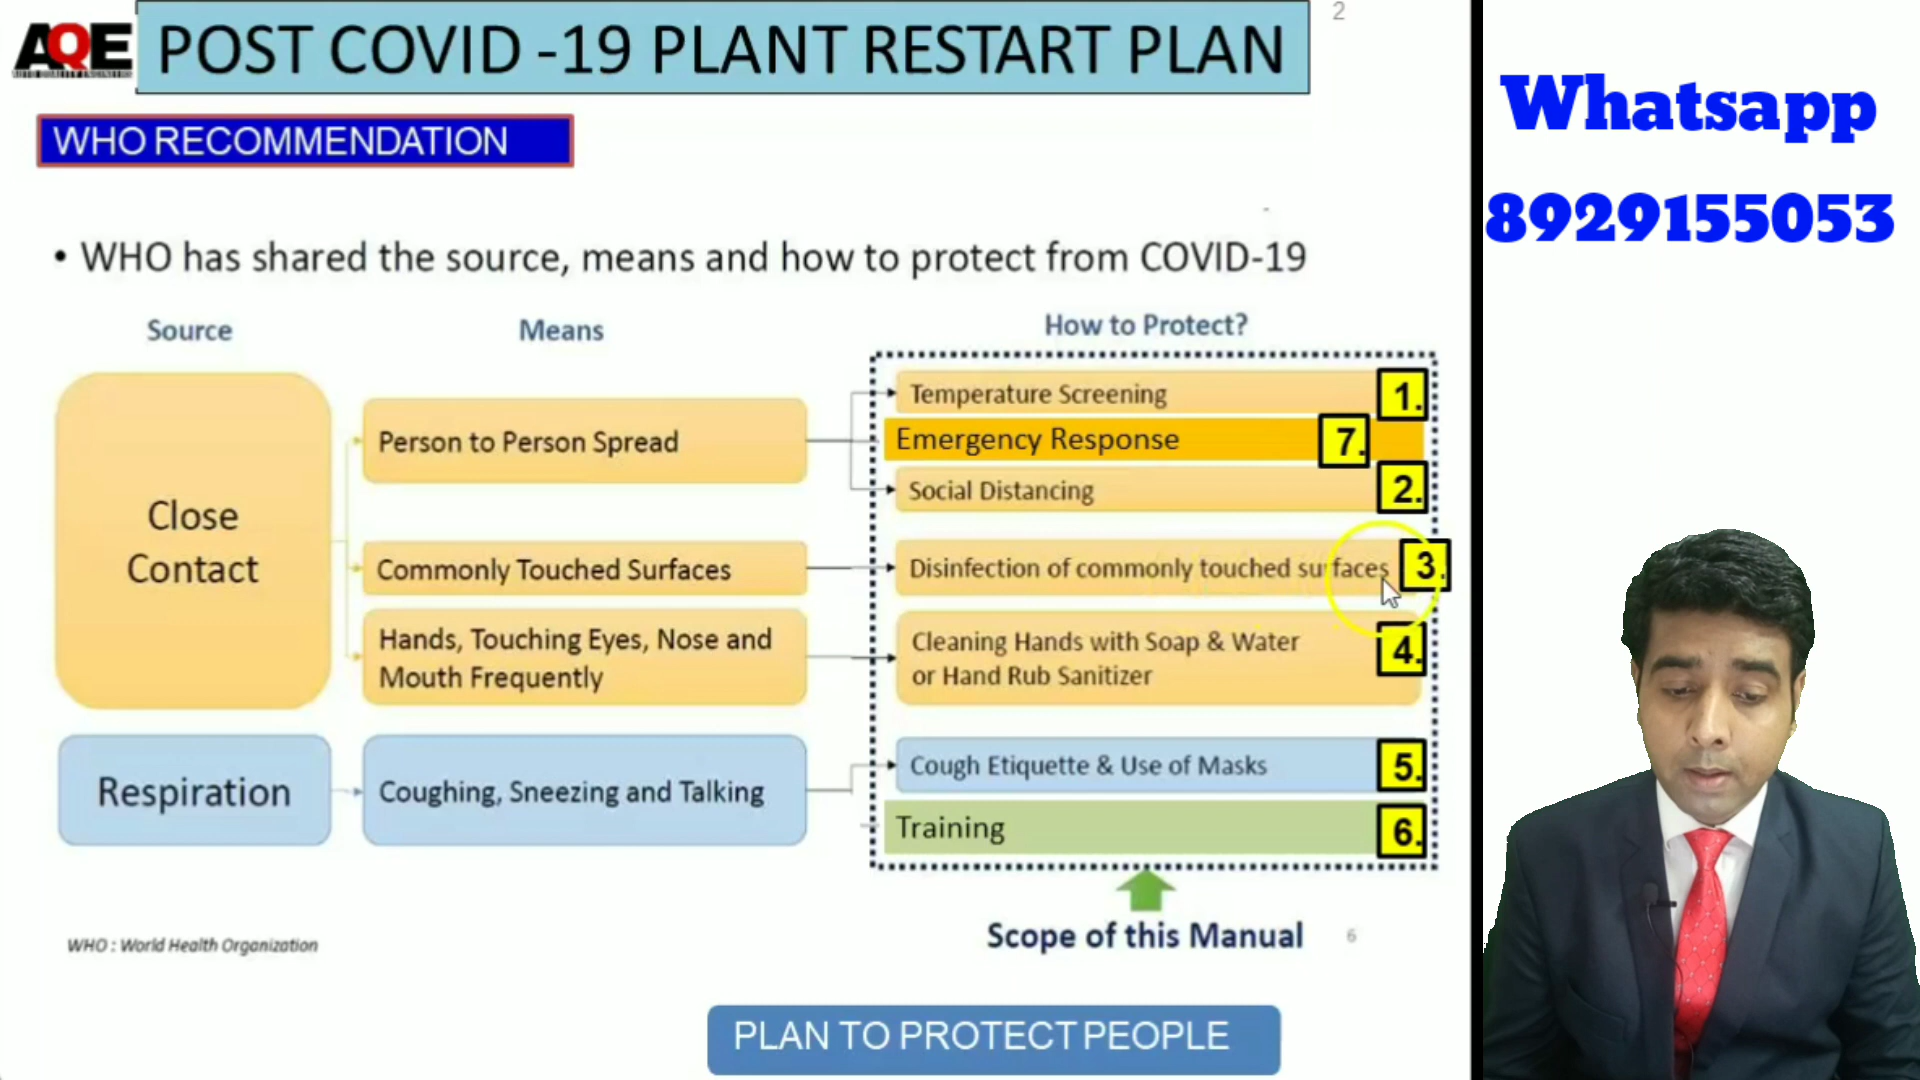 AQE
POST COVID -19 PLANT RESTART PLAN
2
Whatsapp
8929155053
WHO RECOMMENDATION
• WHO has shared the source, means and how to protect from COVID-19
Source
Means
How to Protect?
Close
Contact
Person to Person Spread
Temperature Screening
1.
Emergency Response
7.
Social Distancing
2.
Commonly Touched Surfaces
Disinfection of commonly touched surfaces
3.
Hands, Touching Eyes, Nose and
Mouth Frequently
Cleaning Hands with Soap & Water
or Hand Rub Sanitizer
4.
Respiration
Coughing, Sneezing and Talking
Cough Etiquette & Use of Masks
5.
Training
6.
Scope of this Manual
6
WHO : World Health Organization
PLAN TO PROTECT PEOPLE